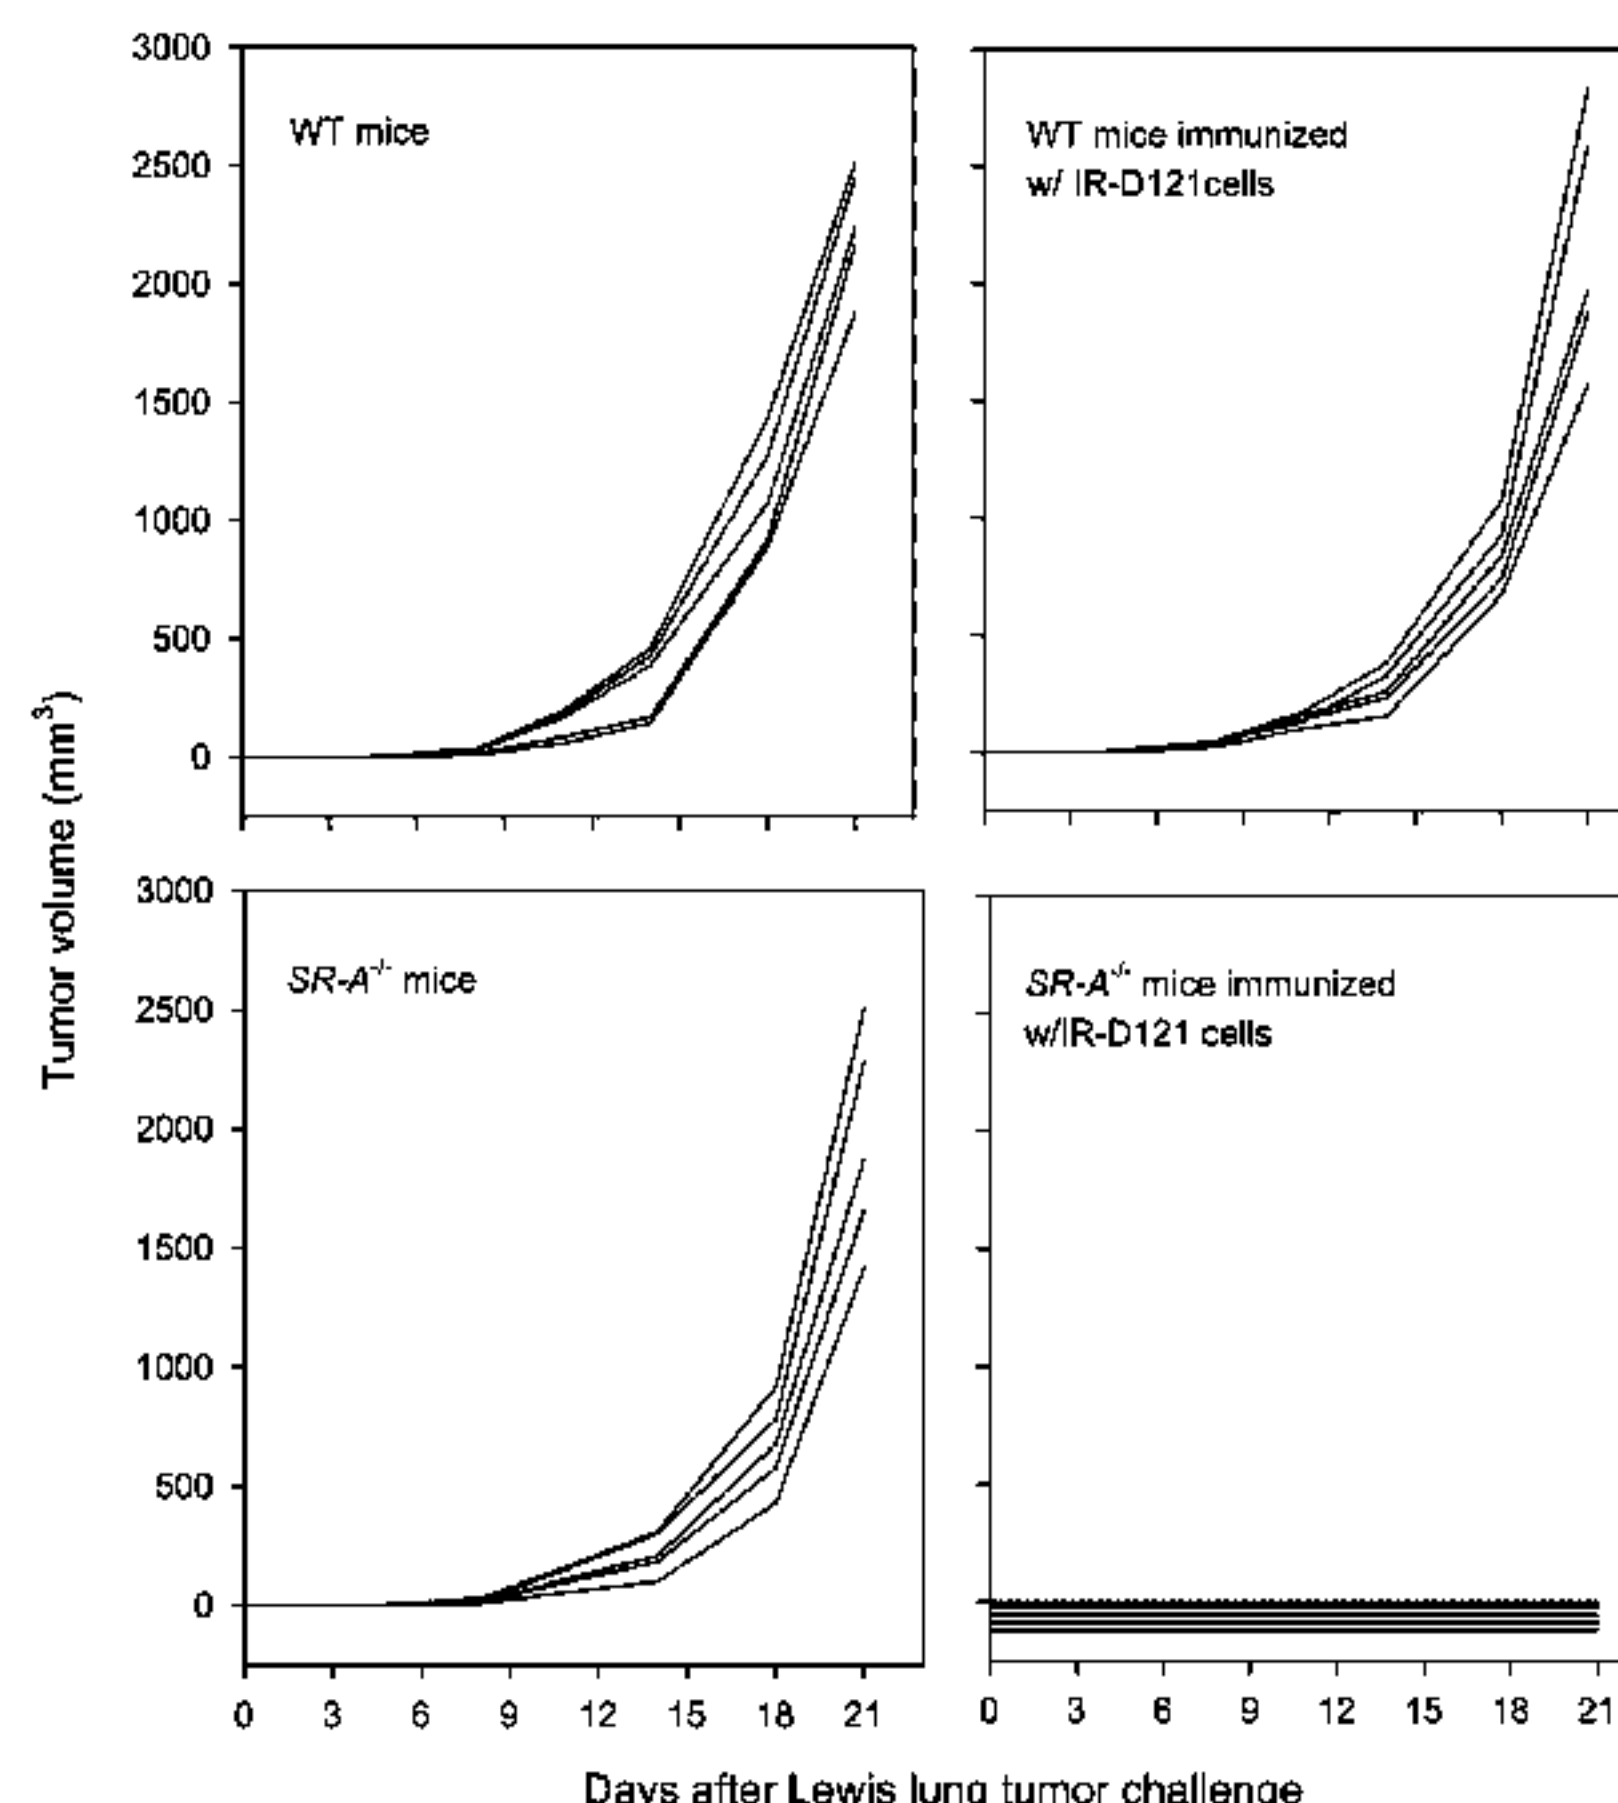 3000
WT mice
2500
2000
1500
1000
500
0
WT mice immunized
w/ IR-D121cells
Tumor volume (mm³)
3000
SR-A⁻/⁻ mice
2500
2000
1500
1000
500
0
0 3 6 9 12 15 18 21
SR-A⁻/⁻ mice immunized
w/IR-D121 cells
0 3 6 9 12 15 18 21
Days after Lewis lung tumor challenge